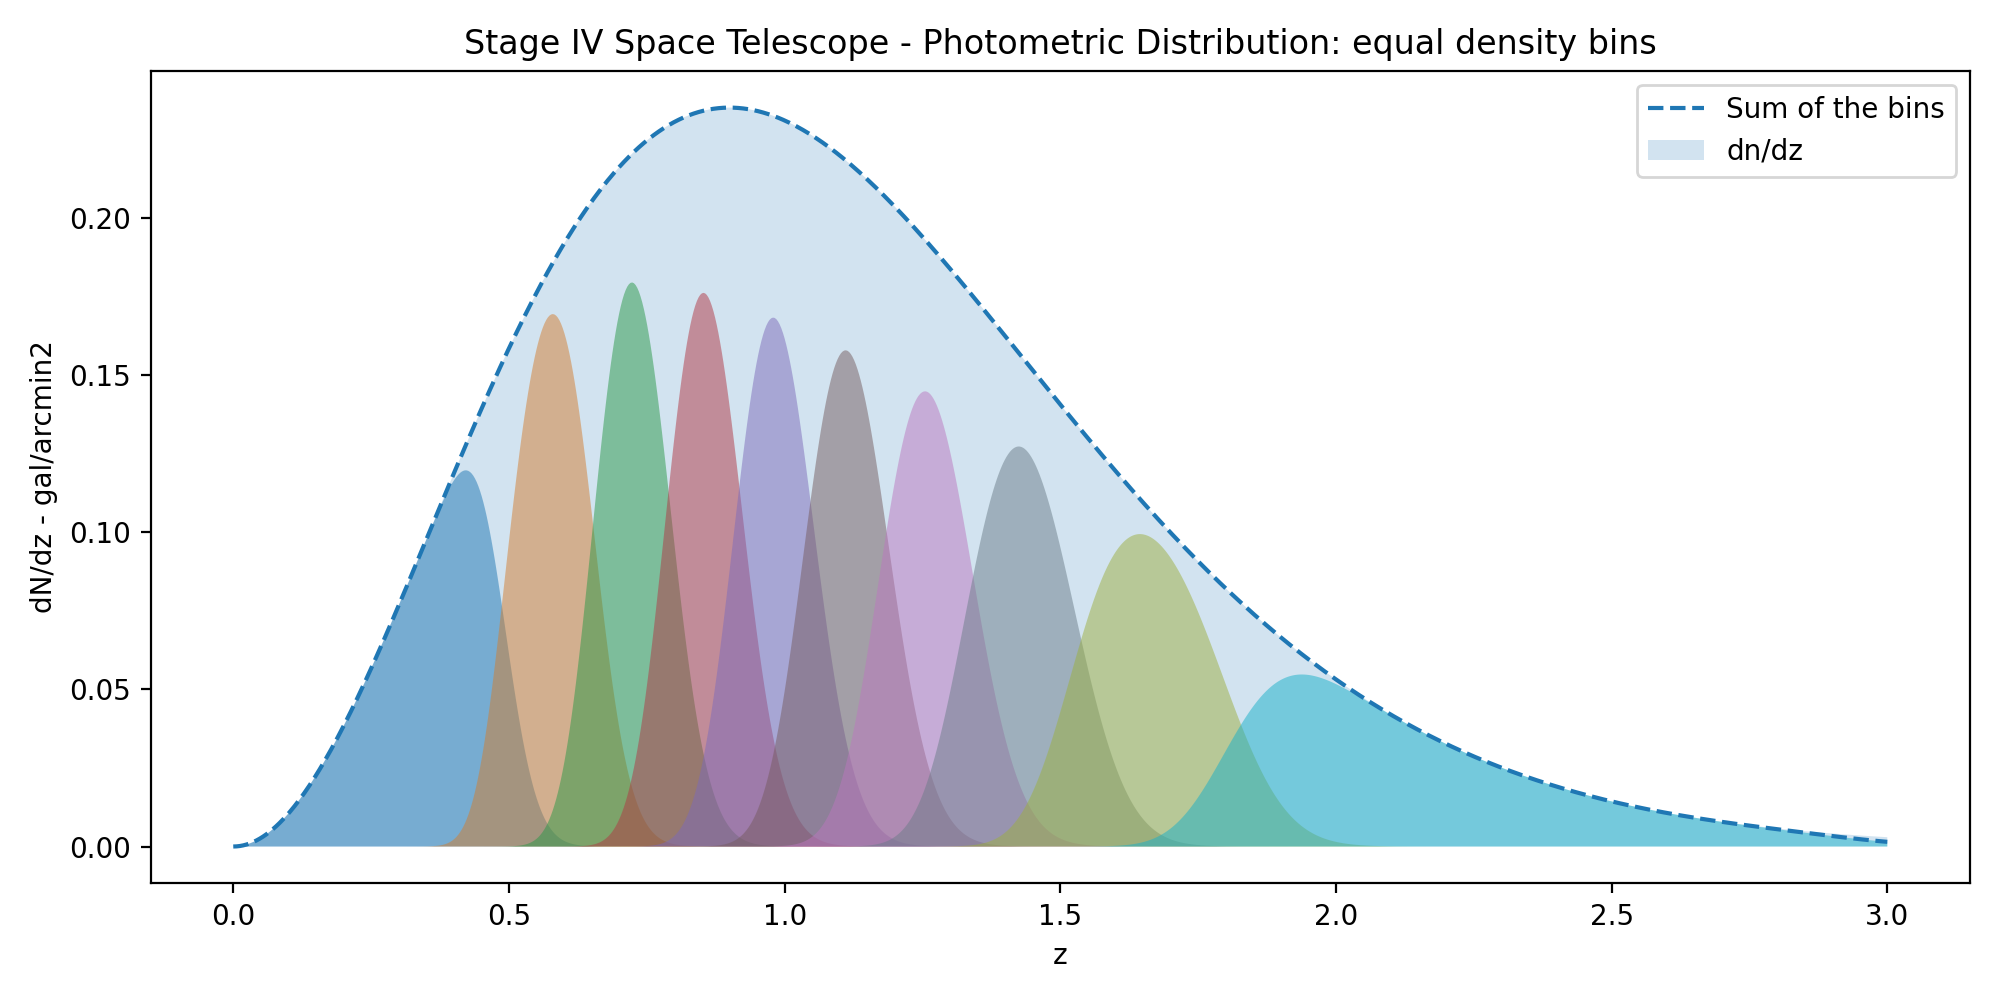 Stage IV Space Telescope - Photometric Distribution: equal density bins
Sum of the bins
dn/dz
dN/dz - gal/arcmin2
0.20
0.15
0.10
0.05
0.00
0.0 0.5 1.0 1.5 2.0 2.5 3.0
z